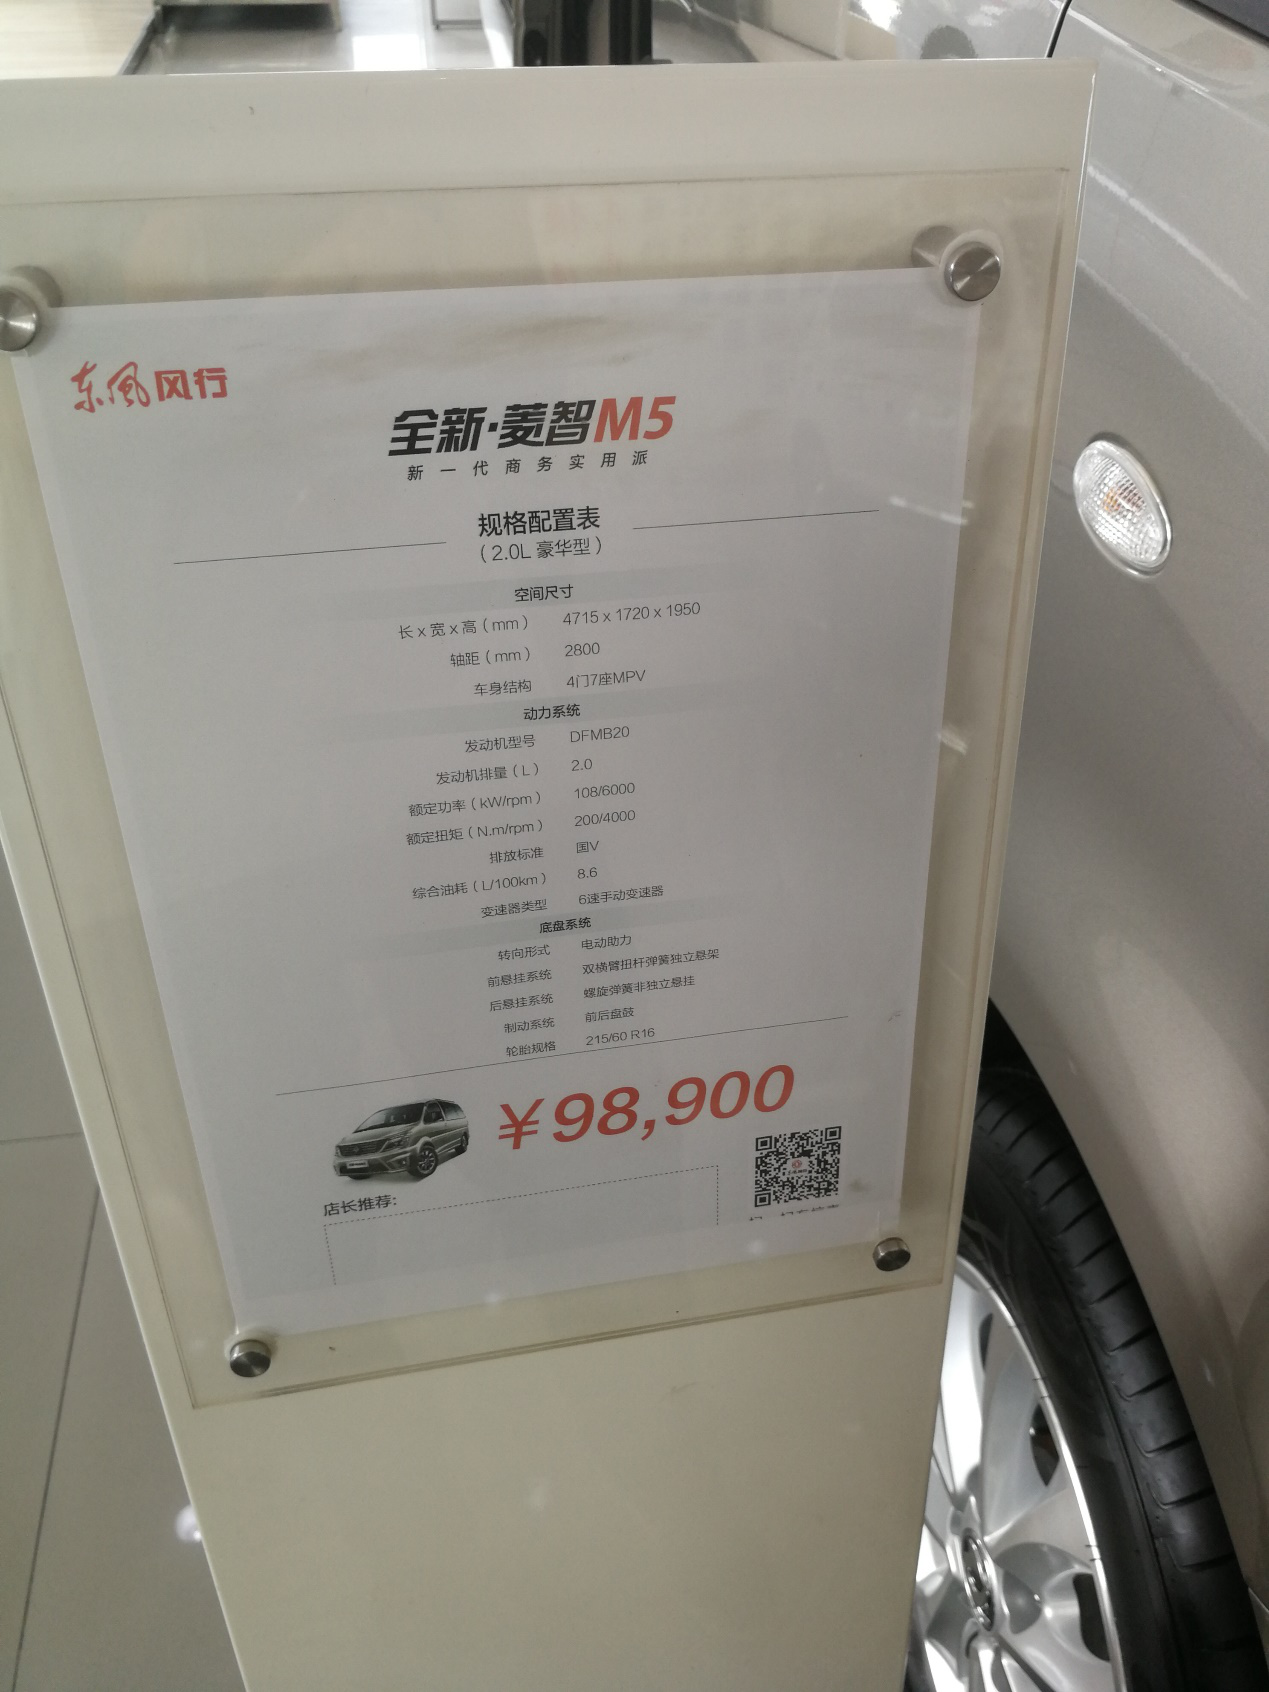 东风风行
全新·菱智M5
新一代商务实用派
规格配置表
（2.0L 豪华型）
空间尺寸
长x宽x高（mm） 4715 x 1720 x 1950
轴距（mm） 2800
车身结构 4门7座MPV
动力系统
发动机型号 DFMB20
发动机排量（L） 2.0
额定功率（kW/rpm） 108/6000
额定扭矩（N.m/rpm） 200/4000
排放标准 国V
综合油耗（L/100km） 8.6
变速器类型 6速手动变速器
底盘系统
转向形式 电动助力
前悬挂系统 双横臂扭杆弹簧独立悬架
后悬挂系统 螺旋弹簧非独立悬挂
制动系统 前后盘鼓
轮胎规格 215/60 R16
￥98,900
店长推荐: